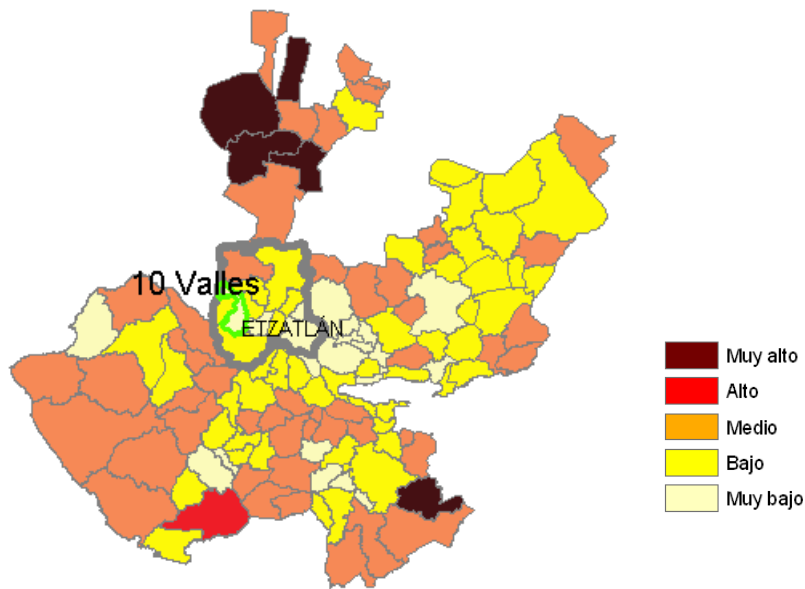 10 Valles
ETZATLÁN
Muy alto
Alto
Medio
Bajo
Muy bajo